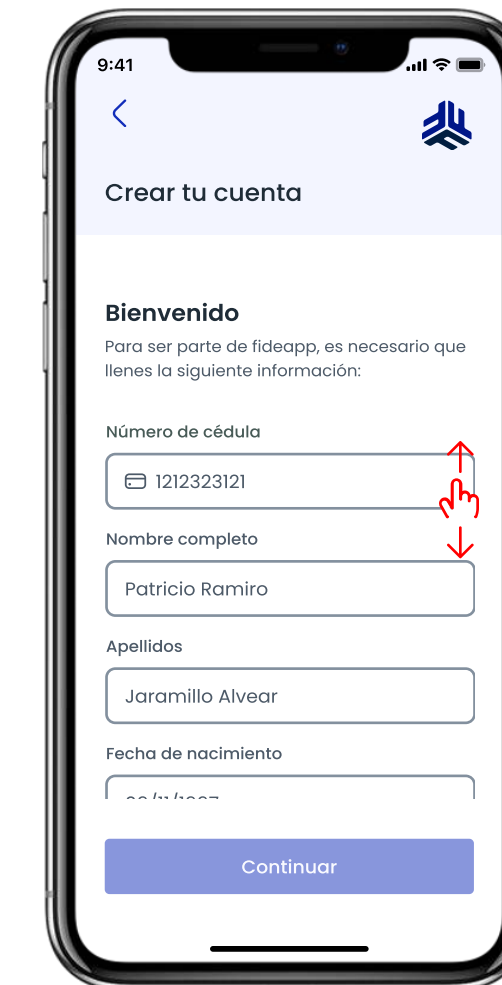 9:41
Crear tu cuenta
Bienvenido
Para ser parte de fideapp, es necesario que
llenes la siguiente información:
Número de cédula
1212323121
Nombre completo
Patricio Ramiro
Apellidos
Jaramillo Alvear
Fecha de nacimiento
Continuar